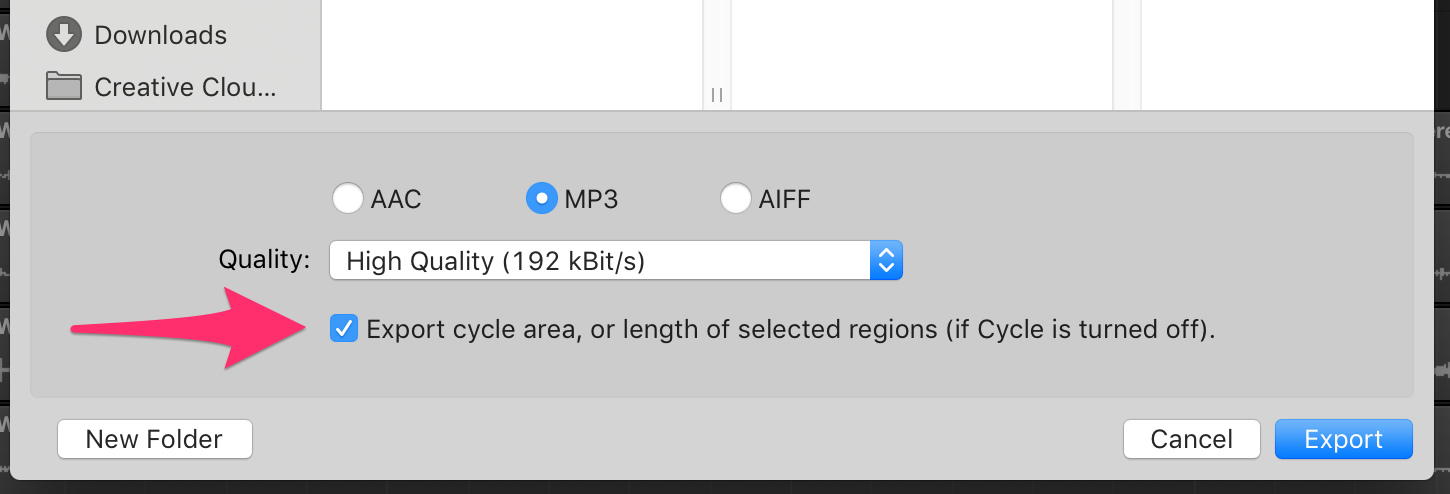 Downloads
Creative Clou...
AAC
MP3
AIFF
Quality:
High Quality (192 kBit/s)
Export cycle area, or length of selected regions (if Cycle is turned off).
New Folder
Cancel
Export